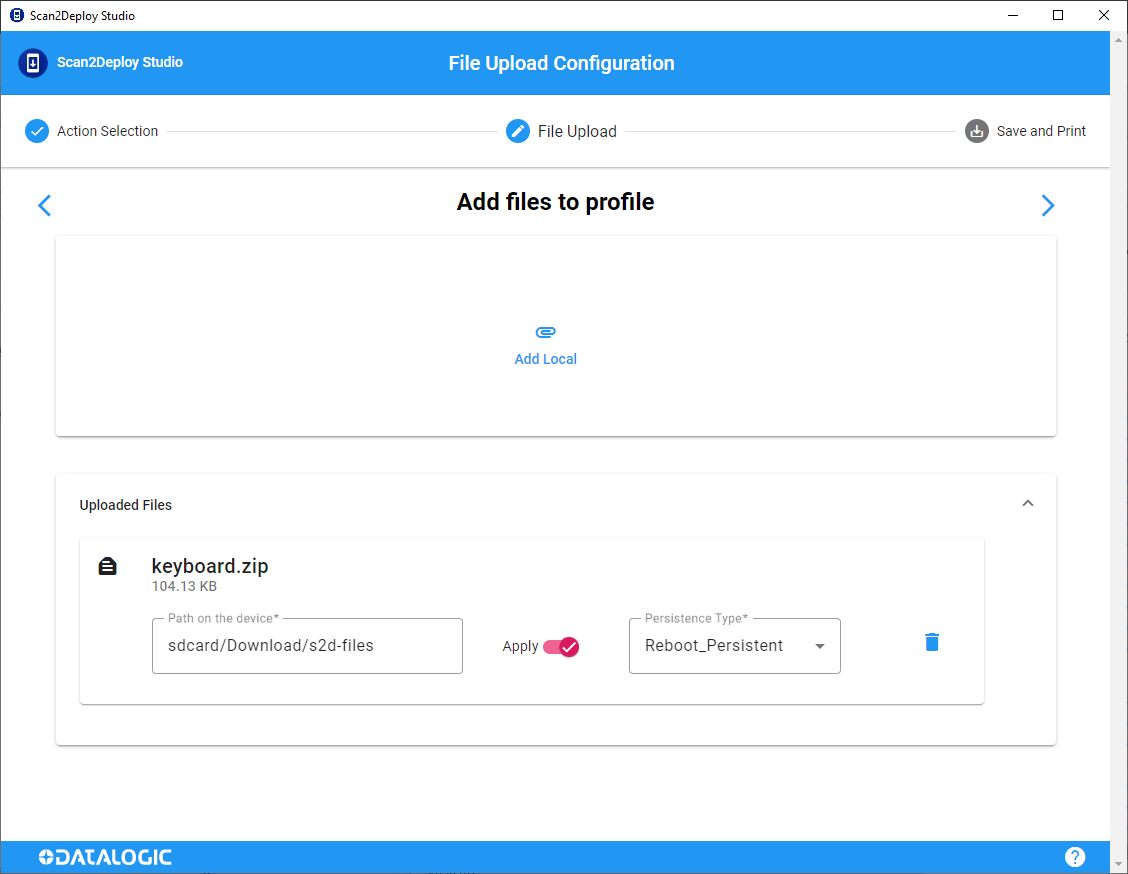 Scan2Deploy Studio
Scan2Deploy Studio
File Upload Configuration
Action Selection
File Upload
Save and Print
Add files to profile
Add Local
Uploaded Files
keyboard.zip
104.13 KB
Path on the device*
sdcard/Download/s2d-files
Apply
Persistence Type*
Reboot_Persistent
DATALOGIC
?